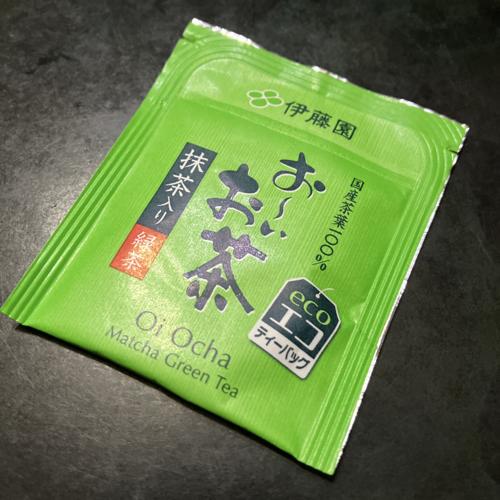 伊藤園
国産茶葉100%
お～い
お茶
抹茶入り
緑茶
eco
エコ
ティーバッグ
Oi Ocha
Matcha Green Tea